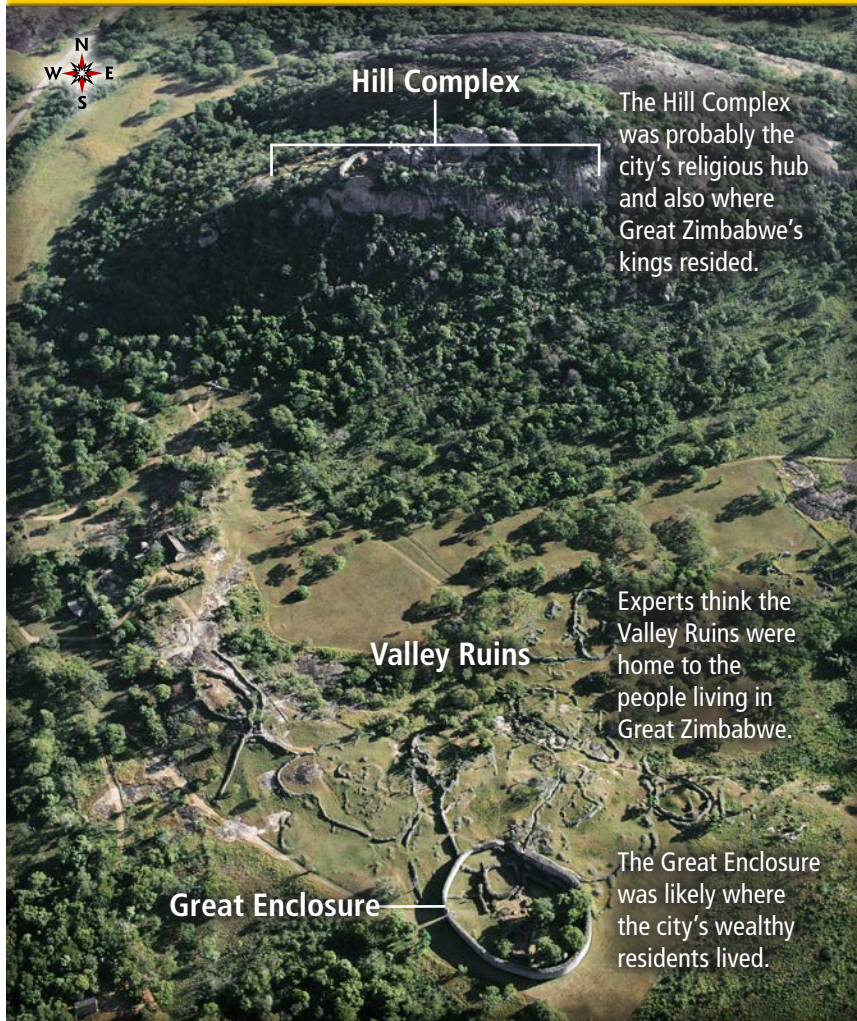 N
W E
S
Hill Complex
The Hill Complex
was probably the
city's religious hub
and also where
Great Zimbabwe's
kings resided.
Valley Ruins
Experts think the
Valley Ruins were
home to the
people living in
Great Zimbabwe.
Great Enclosure
The Great Enclosure
was likely where
the city's wealthy
residents lived.